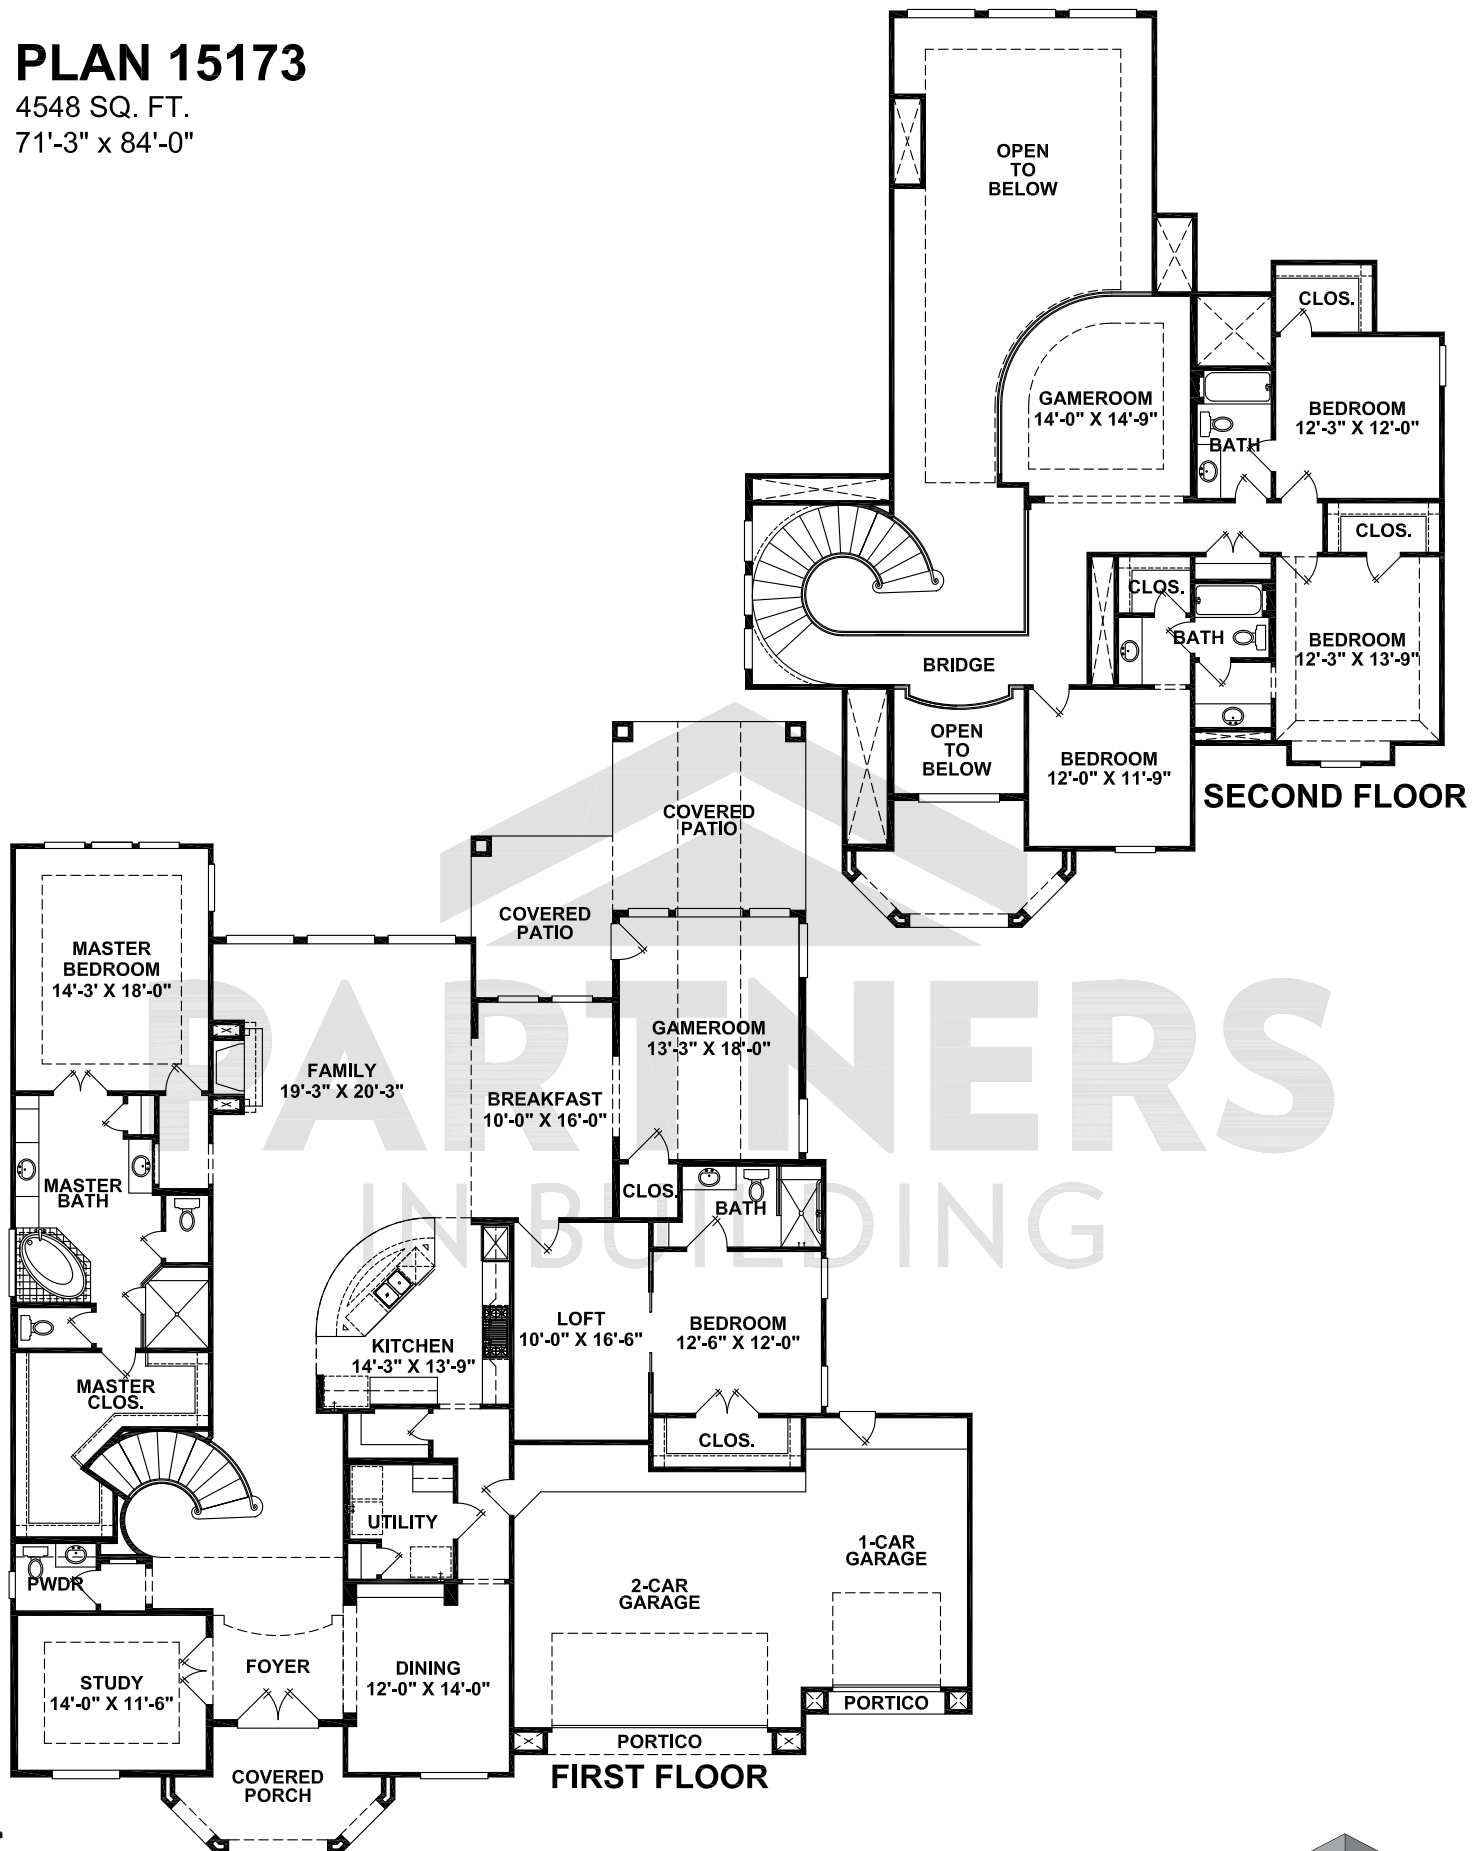 PLAN 15173
4548 SQ. FT.
71'-3" x 84'-0"
OPEN
TO
BELOW
CLOS.
GAMEROOM
14'-0" X 14'-9"
BEDROOM
12'-3" X 12'-0"
BATH
CLOS.
CLOS.
BATH
BEDROOM
12'-3" X 13'-9"
BRIDGE
OPEN
TO
BELOW
BEDROOM
12'-0" X 11'-9"
SECOND FLOOR
COVERED
PATIO
COVERED
PATIO
MASTER
BEDROOM
14'-3' X 18'-0"
PARTNERS
IN BUILDING
GAMEROOM
13'-3" X 18'-0"
FAMILY
19'-3" X 20'-3"
BREAKFAST
10'-0" X 16'-0"
MASTER
BATH
CLOS.
BATH
LOFT
10'-0" X 16'-6"
BEDROOM
12'-6" X 12'-0"
KITCHEN
14'-3" X 13'-9"
MASTER
CLOS.
CLOS.
UTILITY
1-CAR
GARAGE
PWDR
2-CAR
GARAGE
STUDY
14'-0" X 11'-6"
FOYER
DINING
12'-0" X 14'-0"
PORTICO
PORTICO
COVERED
PORCH
FIRST FLOOR